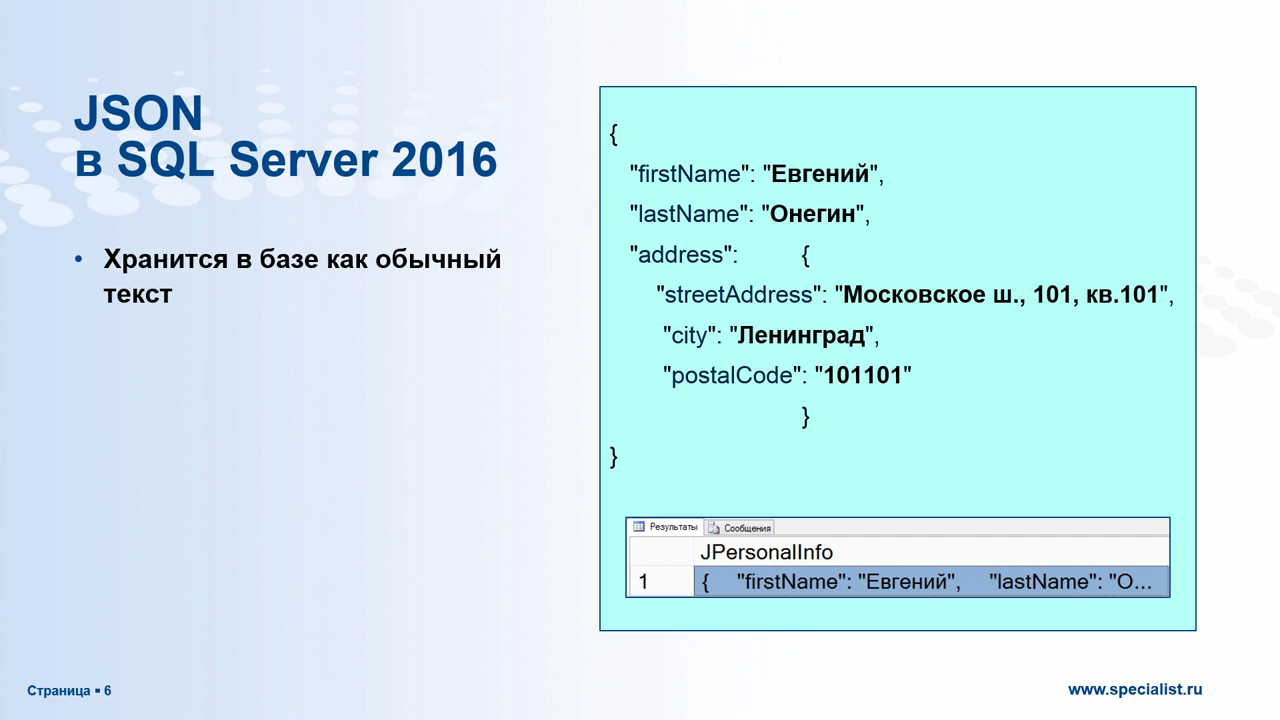 JSON
в SQL Server 2016
• Хранится в базе как обычный
текст
{
"firstName": "Евгений",
"lastName": "Онегин",
"address": {
"streetAddress": "Московское ш., 101, кв.101",
"city": "Ленинград",
"postalCode": "101101"
}
}
Результаты Сообщения
JPersonalInfo
1 { "firstName": "Евгений", "lastName": "О...
Страница ▪ 6
www.specialist.ru